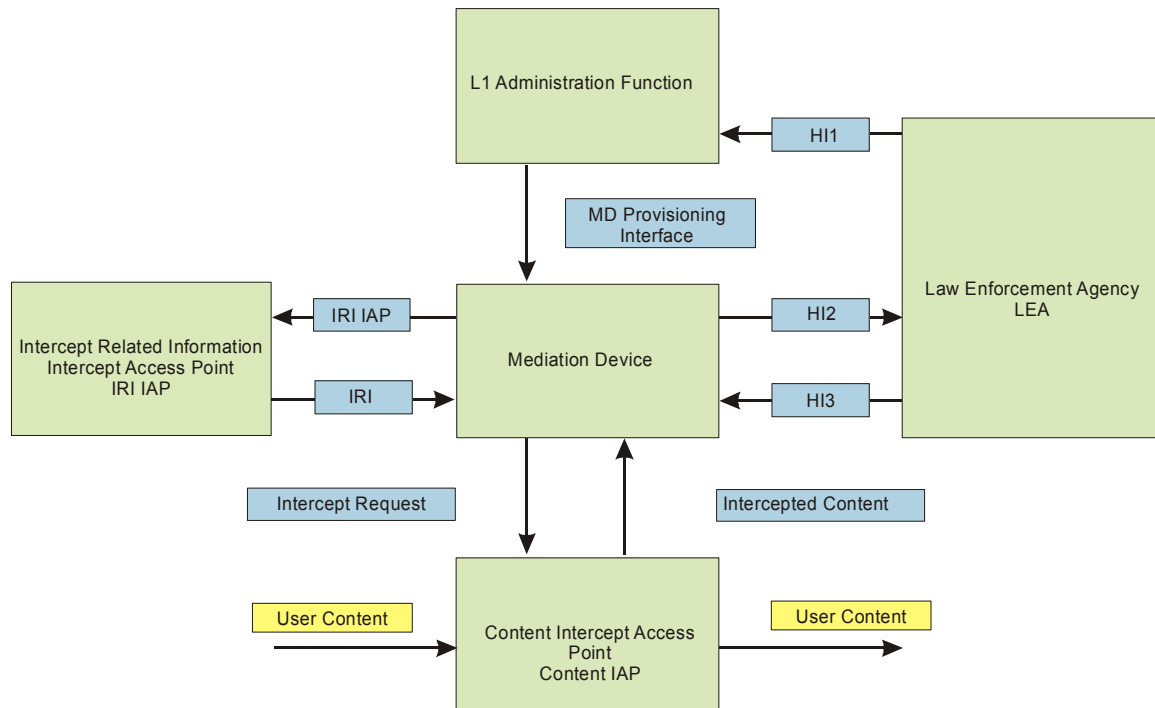 L1 Administration Function
HI1
MD Provisioning
Interface
Law Enforcement Agency
LEA
IRI IAP
HI2
Intercept Related Information
Intercept Access Point
IRI IAP
Mediation Device
IRI
HI3
Intercept Request
Intercepted Content
User Content
User Content
Content Intercept Access
Point
Content IAP